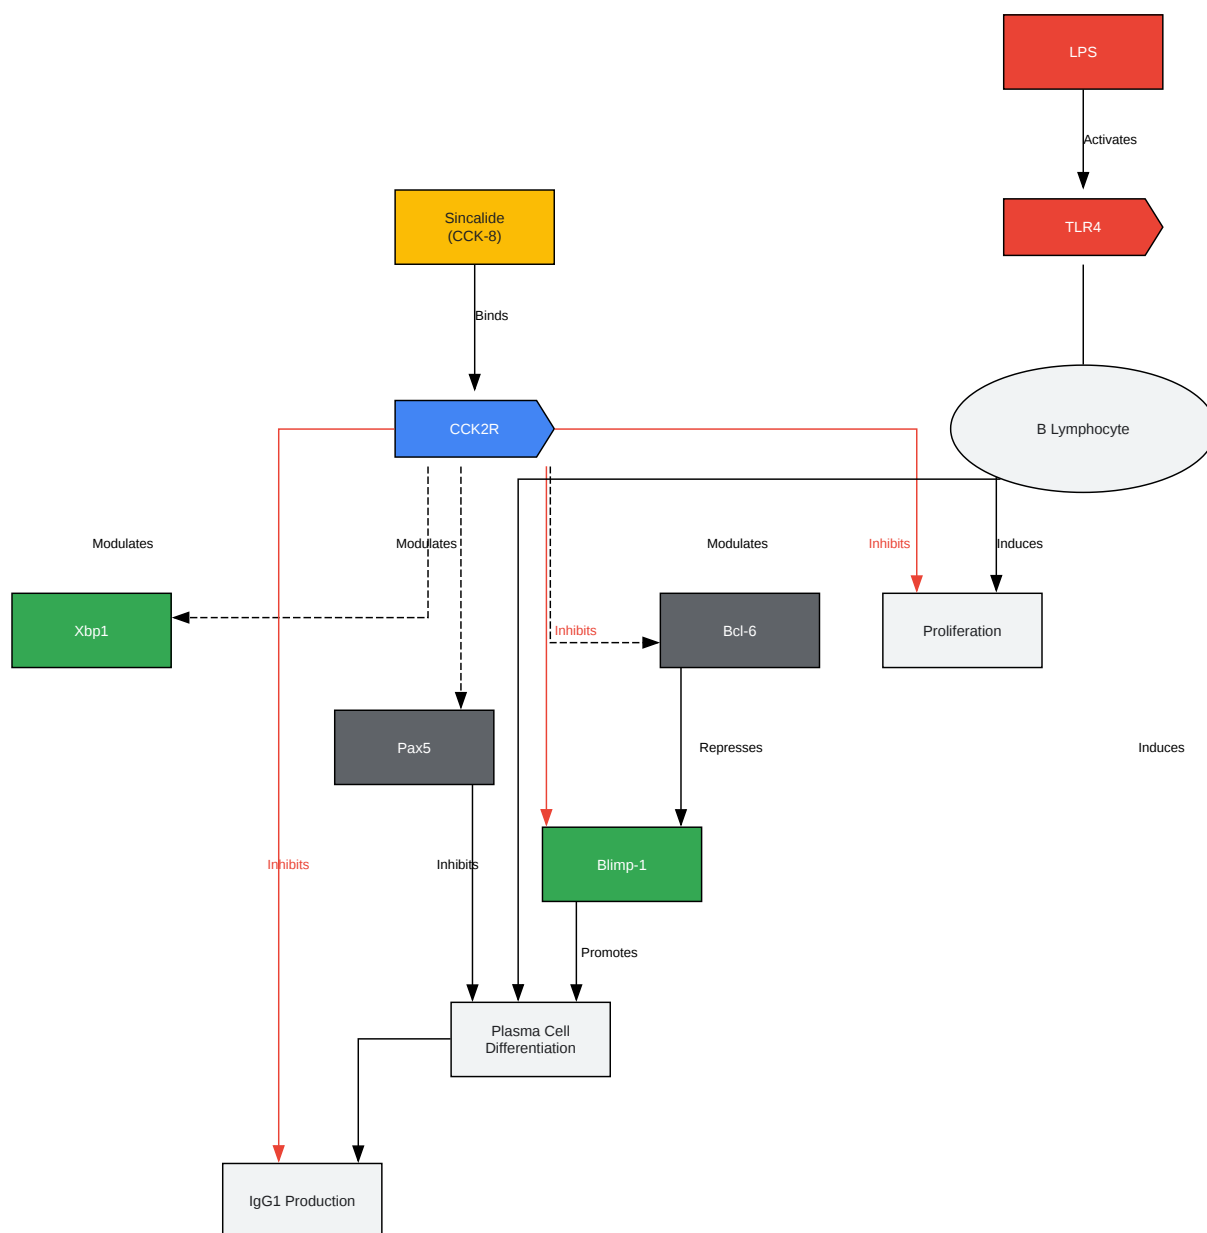 LPS
Activates
Sincalide
(CCK-8)
TLR4
Binds
CCK2R
B Lymphocyte
Modulates
Modulates
Modulates
Inhibits
Induces
Xbp1
Inhibits
Bcl-6
Proliferation
Pax5
Represses
Induces
Inhibits
Inhibits
Blimp-1
Promotes
Plasma Cell
Differentiation
IgG1 Production